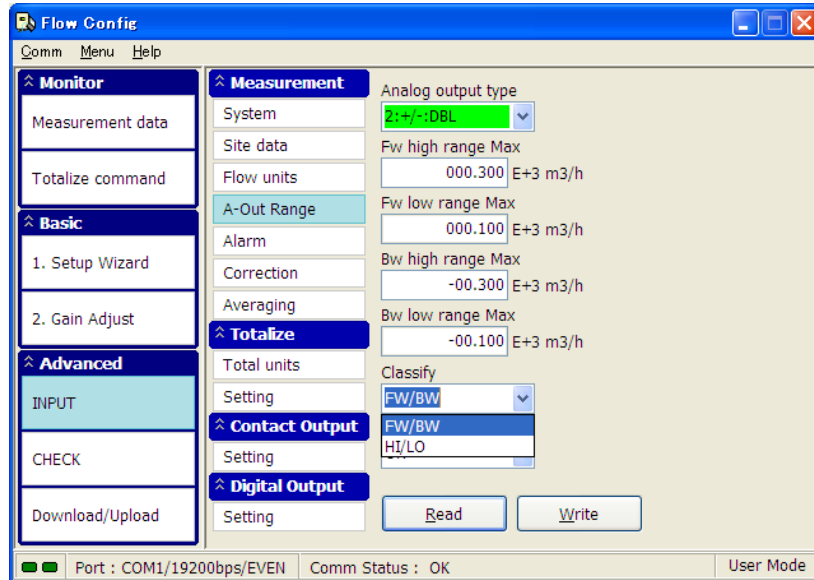 Flow Config
Comm Menu Help
Monitor
Measurement data
Totalize command
Basic
1. Setup Wizard
2. Gain Adjust
Advanced
INPUT
CHECK
Download/Upload
Measurement
System
Site data
Flow units
A-Out Range
Alarm
Correction
Averaging
Totalize
Total units
Setting
Contact Output
Setting
Digital Output
Setting
Analog output type
2:+/-:DBL
Fw high range Max
000.300 E+3 m3/h
Fw low range Max
000.100 E+3 m3/h
Bw high range Max
-00.300 E+3 m3/h
Bw low range Max
-00.100 E+3 m3/h
Classify
FW/BW
FW/BW
HI/LO
Read Write
Port : COM1/19200bps/EVEN Comm Status : OK User Mode